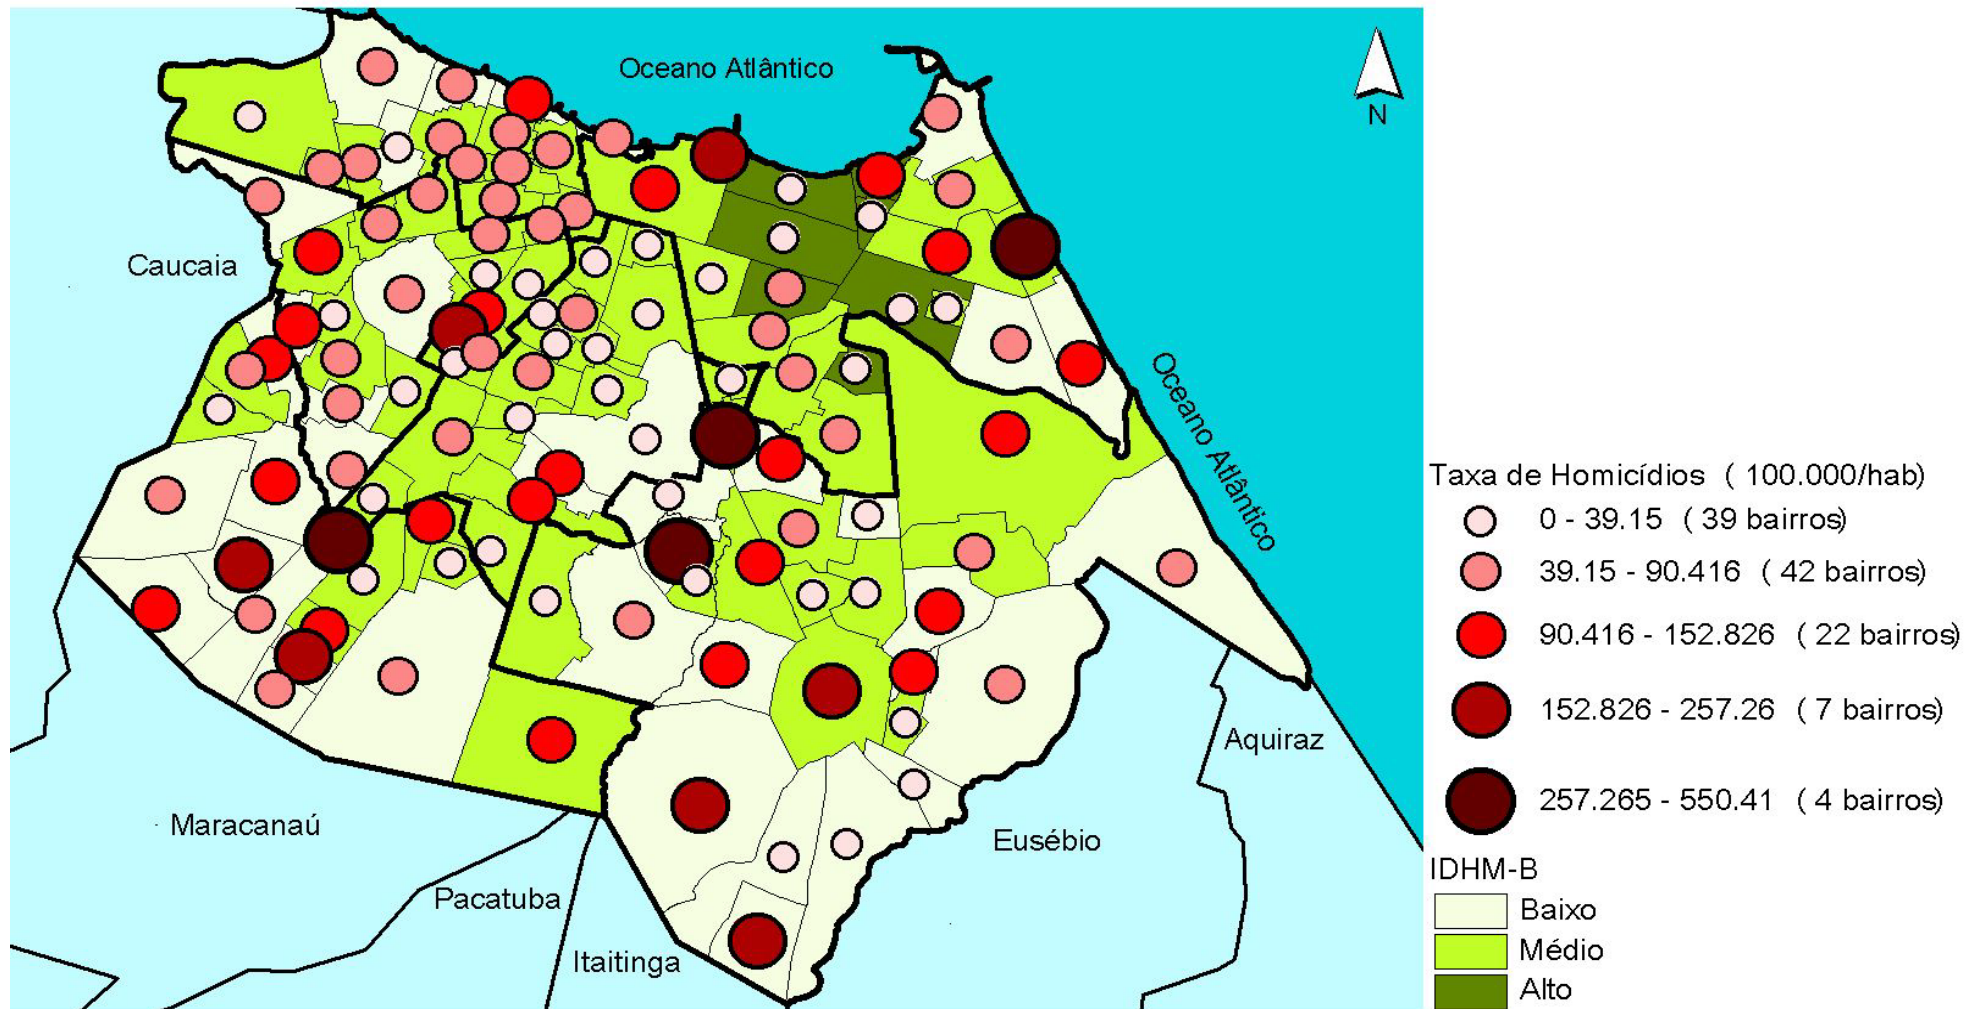 Oceano Atlântico
N
Caucaia
Oceano Atlântico
Aquiraz
Maracanaú
Eusébio
Pacatuba
Itaitinga
Taxa de Homicídios ( 100.000/hab)
0 - 39.15 ( 39 bairros)
39.15 - 90.416 ( 42 bairros)
90.416 - 152.826 ( 22 bairros)
152.826 - 257.26 ( 7 bairros)
257.265 - 550.41 ( 4 bairros)
IDHM-B
Baixo
Médio
Alto